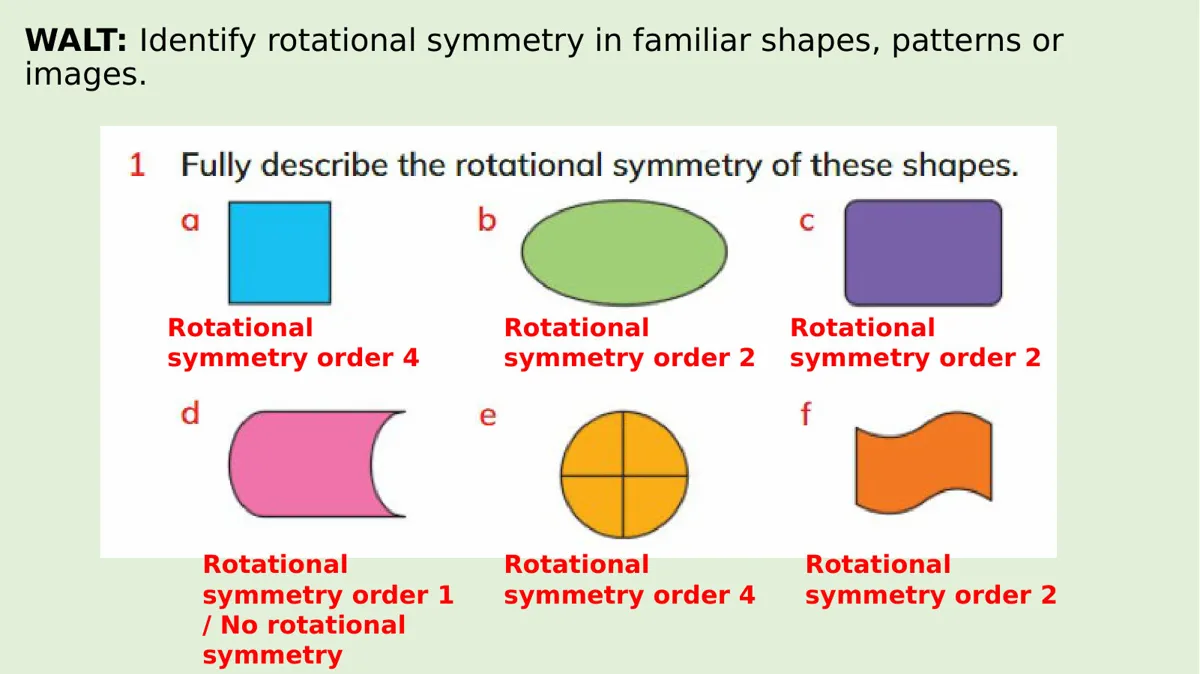 WALT: Identify rotational symmetry in familiar shapes, patterns or
images.
1 Fully describe the rotational symmetry of these shapes.
a
b
c
Rotational
symmetry order 4
Rotational
symmetry order 2
Rotational
symmetry order 2
d
e
f
Rotational
symmetry order 1
/ No rotational
symmetry
Rotational
symmetry order 4
Rotational
symmetry order 2